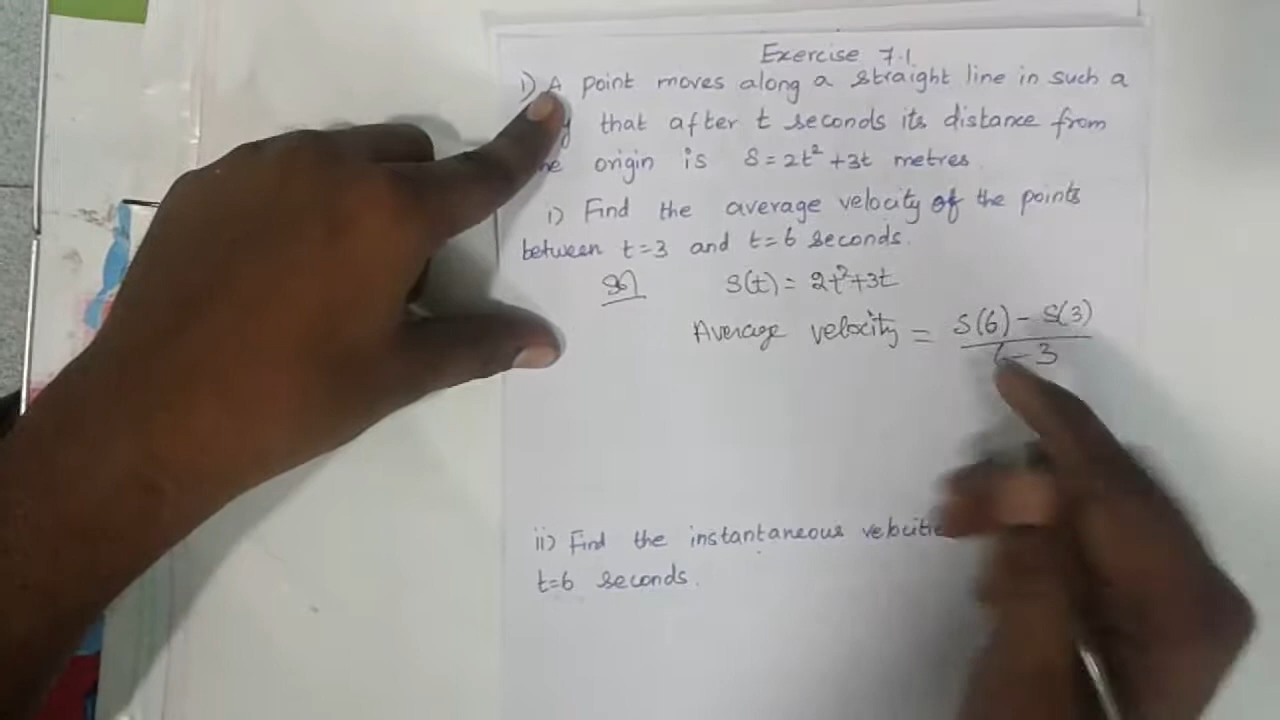 Exercise 7.1
1) A point moves along a straight line in such a
that after t seconds its distance from
origin is S = 2t² + 3t metres.
i) Find the average velocity of the points
between t=3 and t=6 seconds.
Sol S(t) = 2t²+3t
Average velocity = S(6) - S(3)
- 3
ii) Find the instantaneous
t=6 seconds.